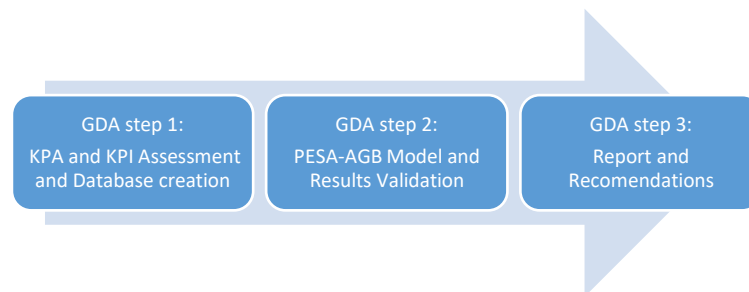 GDA step 1:
KPA and KPI Assessment
and Database creation
GDA step 2:
PESA-AGB Model and
Results Validation
GDA step 3:
Report and
Recomendations